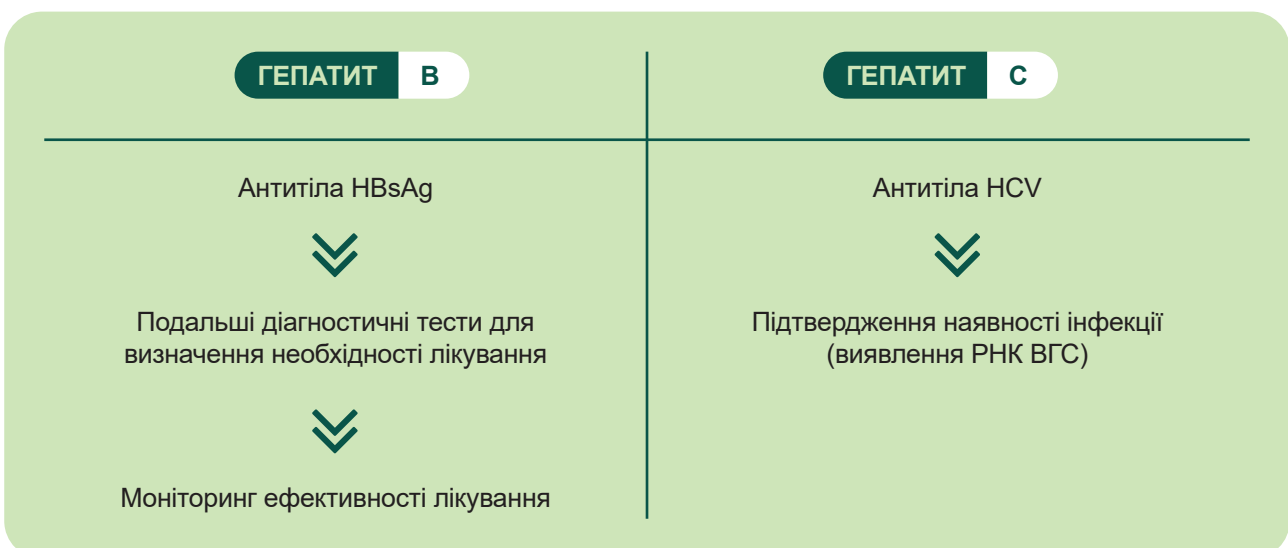 ГЕПАТИТ B
Антитіла HBsAg
Подальші діагностичні тести для
визначення необхідності лікування
Моніторинг ефективності лікування
ГЕПАТИТ C
Антитіла HCV
Підтвердження наявності інфекції
(виявлення РНК ВГС)